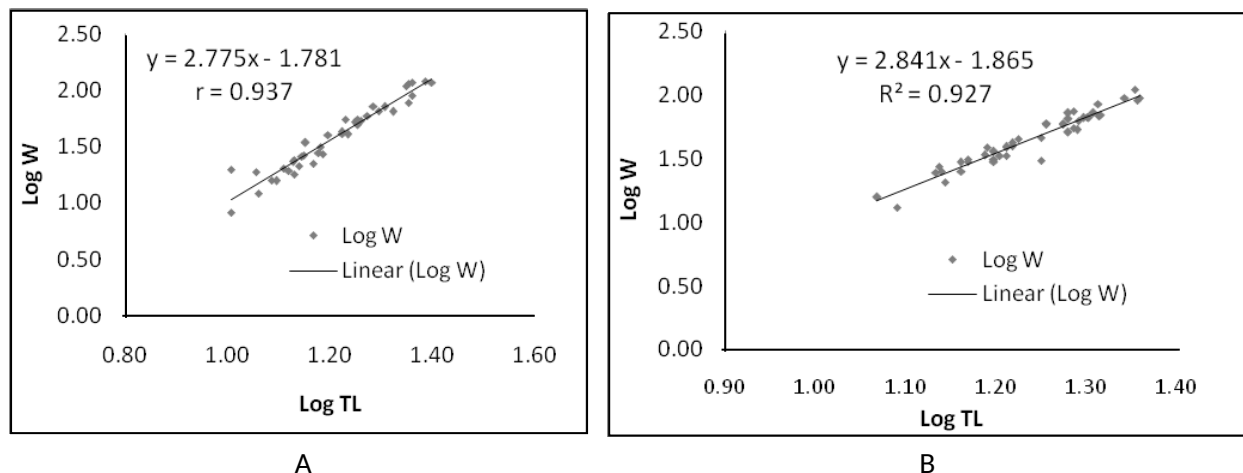 2.50
2.00
1.50
1.00
0.50
0.00
Log W
y = 2.775x - 1.781
r = 0.937
Log W
Linear (Log W)
0.80 1.00 1.20 1.40 1.60
Log TL
A
2.50
2.00
1.50
1.00
0.50
0.00
Log W
y = 2.841x - 1.865
R² = 0.927
Log W
Linear (Log W)
0.90 1.00 1.10 1.20 1.30 1.40
Log TL
B